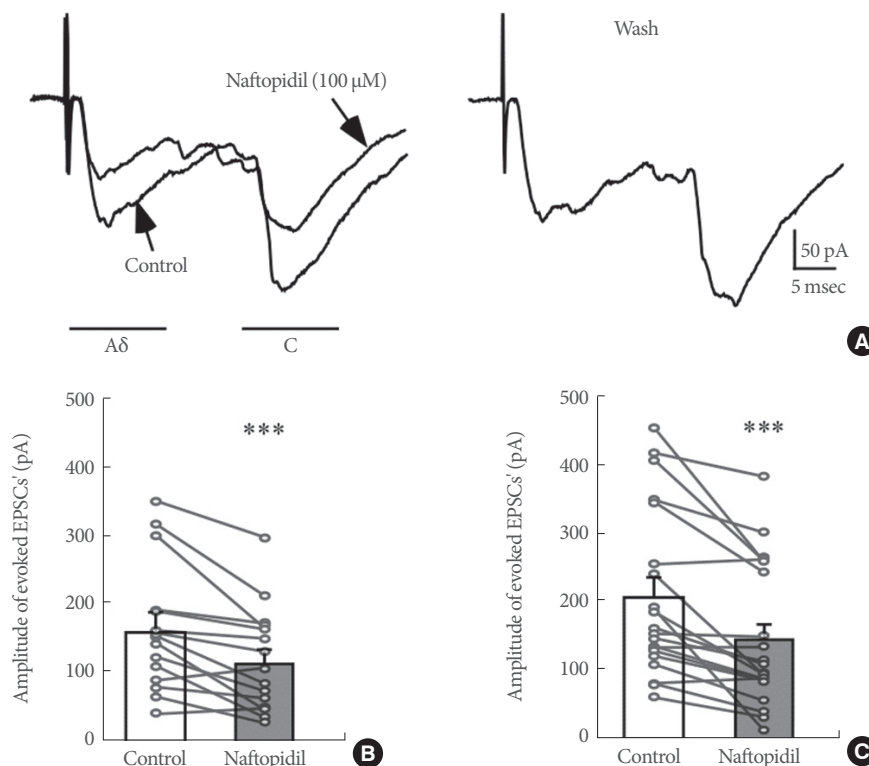 Wash
Naftopidil (100 μM)
Control
50 pA
5 msec
Aδ
C
A
Amplitude of evoked EPSCs' (pA)
500
400
300
200
100
0
***
Control
Naftopidil
B
Amplitude of evoked EPSCs' (pA)
500
400
300
200
100
0
***
Control
Naftopidil
C